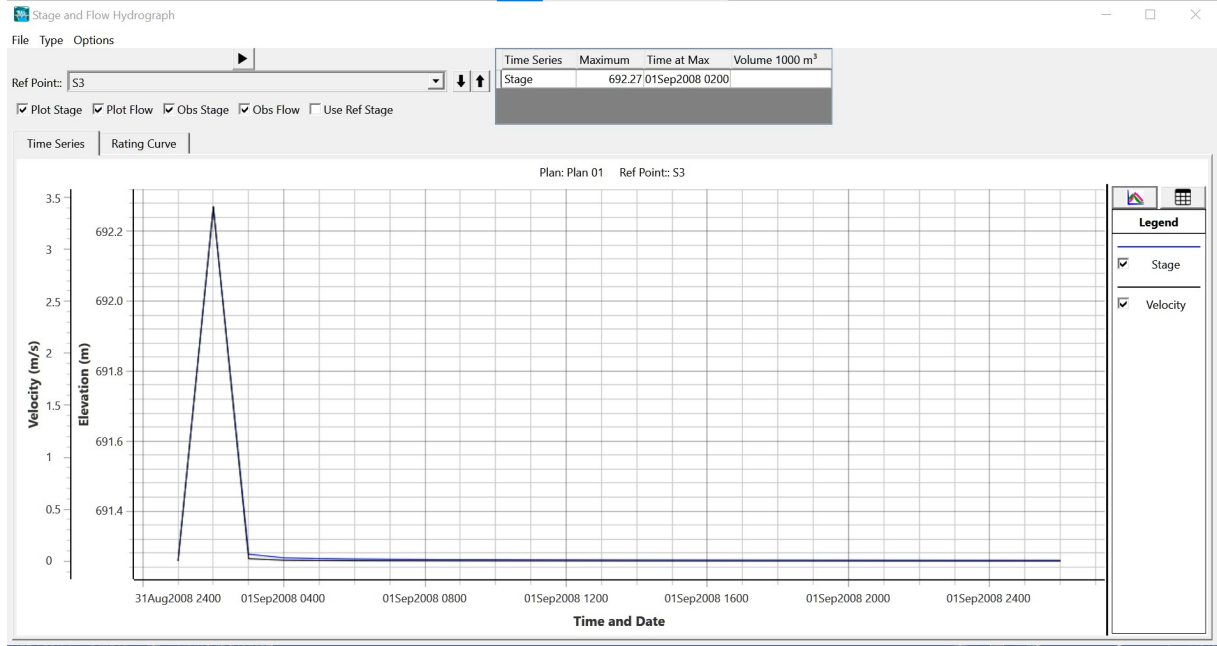 Stage and Flow Hydrograph
File Type Options
Ref Point:: S3
Plot Stage Plot Flow Obs Stage Obs Flow Use Ref Stage
Time Series Maximum Time at Max Volume 1000 m³
Stage 692.27 01Sep2008 0200
Time Series Rating Curve
Plan: Plan 01 Ref Point:: S3
Velocity (m/s)
3.5
3
2.5
2
1.5
1
0.5
0
Elevation (m)
692.2
692.0
691.8
691.6
691.4
31Aug2008 2400 01Sep2008 0400 01Sep2008 0800 01Sep2008 1200 01Sep2008 1600 01Sep2008 2000 01Sep2008 2400
Time and Date
Legend
Stage
Velocity